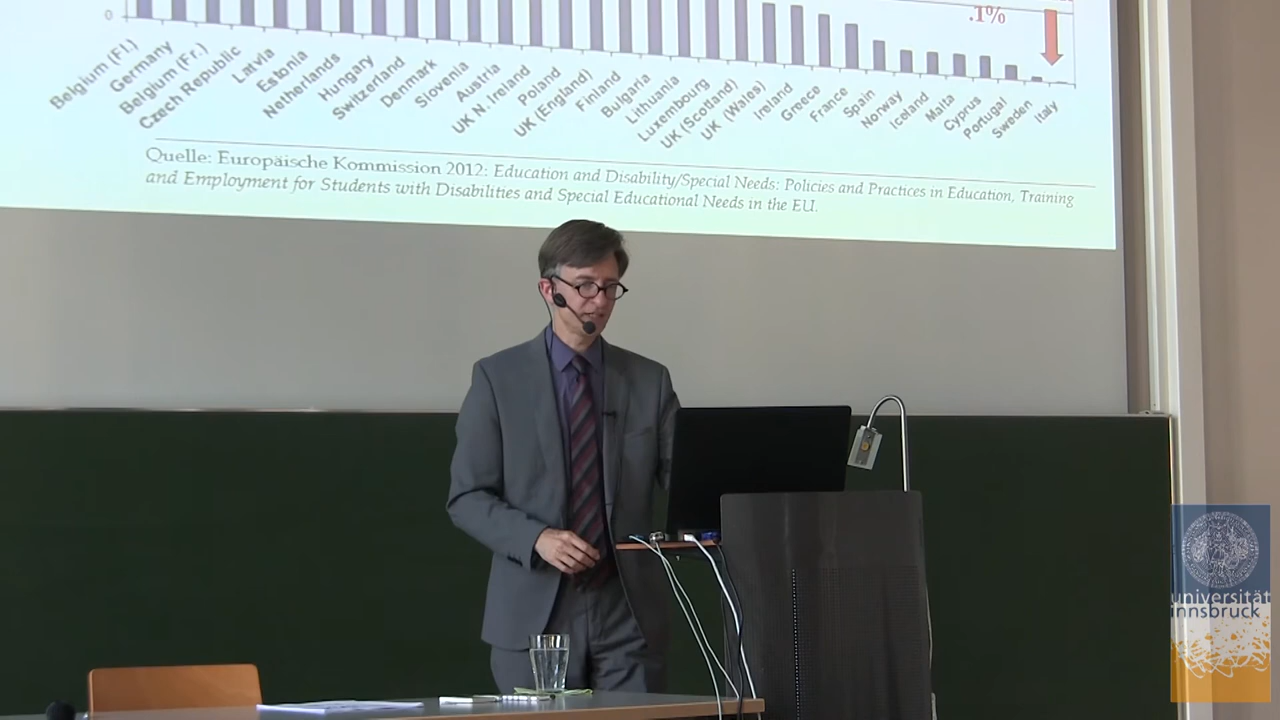 .1%
0
Belgium (Fl.)
Germany
Belgium (Fr.)
Czech Republic
Latvia
Estonia
Netherlands
Hungary
Switzerland
Denmark
Slovenia
Austria
UK N. Ireland
Poland
UK (England)
Finland
Bulgaria
Lithuania
Luxembourg
UK (Scotland)
UK (Wales)
Ireland
Greece
France
Spain
Norway
Iceland
Malta
Cyprus
Portugal
Sweden
Italy
Quelle: Europäische Kommission 2012: Education and Disability/Special Needs: Policies and Practices in Education, Training
and Employment for Students with Disabilities and Special Educational Needs in the EU.
universität
innsbruck